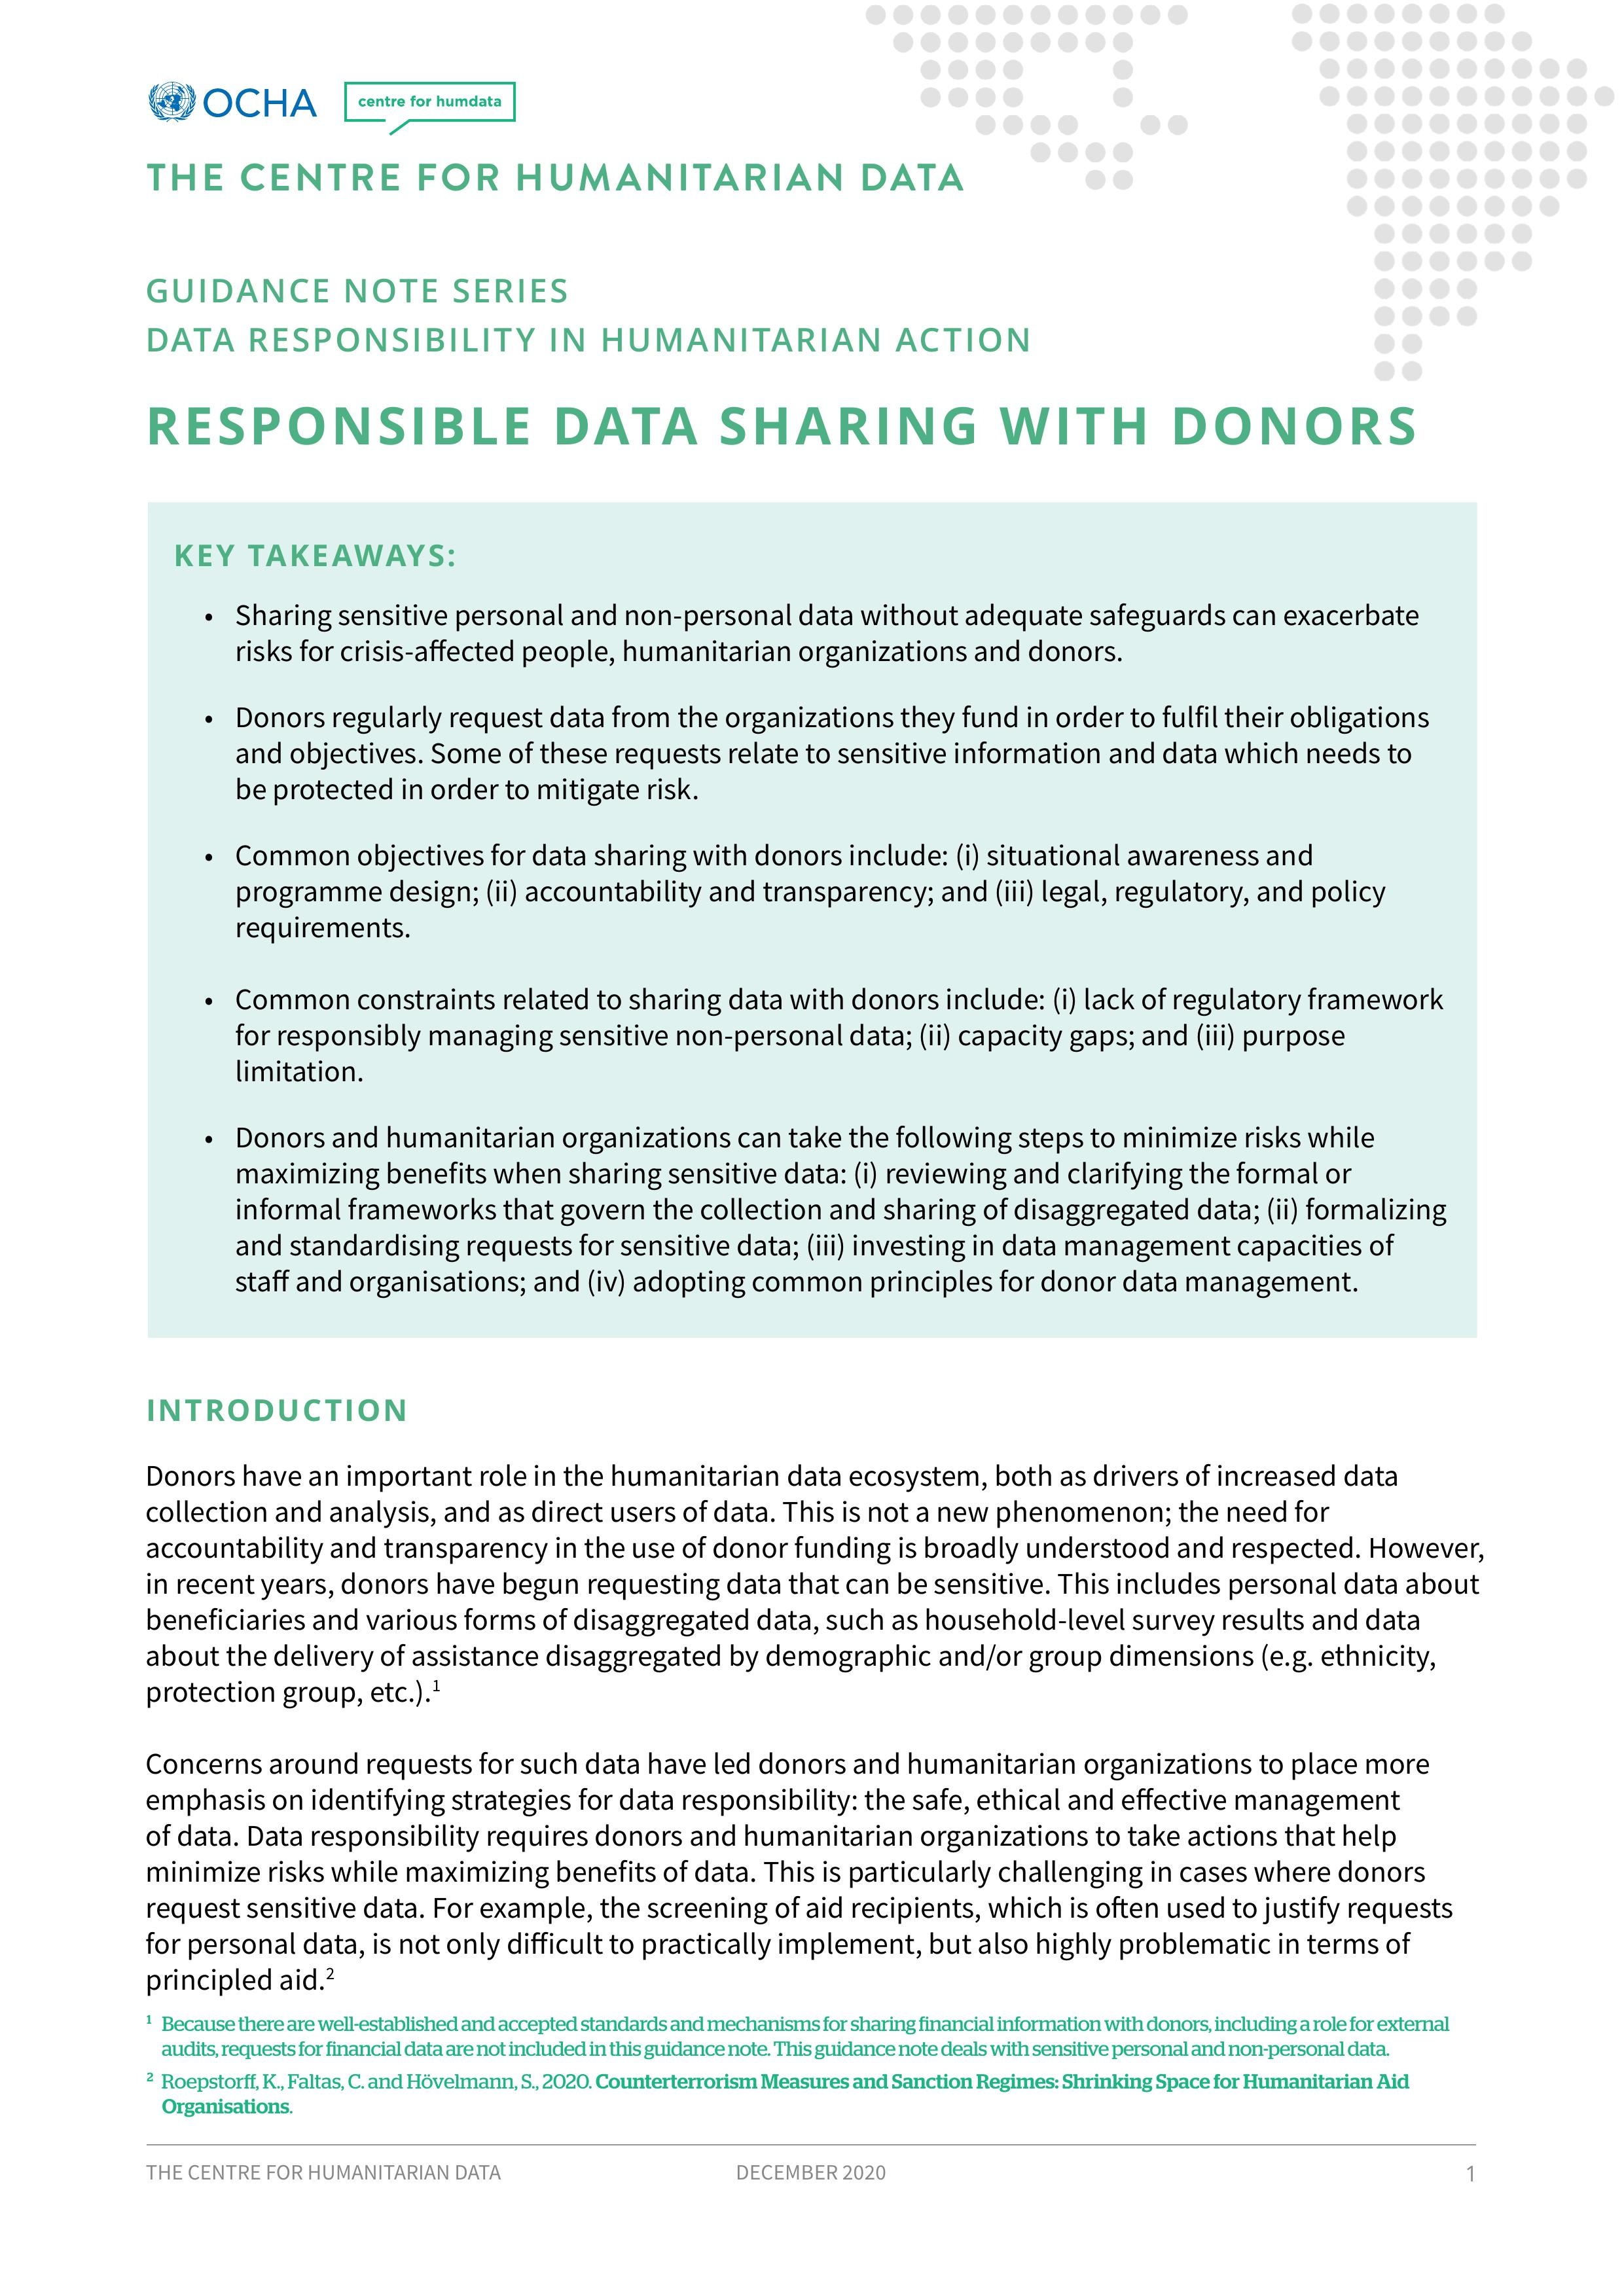 OCHA
centre for humdata
THE CENTRE FOR HUMANITARIAN DATA
GUIDANCE NOTE SERIES
DATA RESPONSIBILITY IN HUMANITARIAN ACTION
RESPONSIBLE DATA SHARING WITH DONORS
KEY TAKEAWAYS:
• Sharing sensitive personal and non-personal data without adequate safeguards can exacerbate
risks for crisis-affected people, humanitarian organizations and donors.
• Donors regularly request data from the organizations they fund in order to fulfil their obligations
and objectives. Some of these requests relate to sensitive information and data which needs to
be protected in order to mitigate risk.
• Common objectives for data sharing with donors include: (i) situational awareness and
programme design; (ii) accountability and transparency; and (iii) legal, regulatory, and policy
requirements.
• Common constraints related to sharing data with donors include: (i) lack of regulatory framework
for responsibly managing sensitive non-personal data; (ii) capacity gaps; and (iii) purpose
limitation.
• Donors and humanitarian organizations can take the following steps to minimize risks while
maximizing benefits when sharing sensitive data: (i) reviewing and clarifying the formal or
informal frameworks that govern the collection and sharing of disaggregated data; (ii) formalizing
and standardising requests for sensitive data; (iii) investing in data management capacities of
staff and organisations; and (iv) adopting common principles for donor data management.
INTRODUCTION
Donors have an important role in the humanitarian data ecosystem, both as drivers of increased data
collection and analysis, and as direct users of data. This is not a new phenomenon; the need for
accountability and transparency in the use of donor funding is broadly understood and respected. However,
in recent years, donors have begun requesting data that can be sensitive. This includes personal data about
beneficiaries and various forms of disaggregated data, such as household-level survey results and data
about the delivery of assistance disaggregated by demographic and/or group dimensions (e.g. ethnicity,
protection group, etc.).¹
Concerns around requests for such data have led donors and humanitarian organizations to place more
emphasis on identifying strategies for data responsibility: the safe, ethical and effective management
of data. Data responsibility requires donors and humanitarian organizations to take actions that help
minimize risks while maximizing benefits of data. This is particularly challenging in cases where donors
request sensitive data. For example, the screening of aid recipients, which is often used to justify requests
for personal data, is not only difficult to practically implement, but also highly problematic in terms of
principled aid.²
¹ Because there are well-established and accepted standards and mechanisms for sharing financial information with donors, including a role for external
audits, requests for financial data are not included in this guidance note. This guidance note deals with sensitive personal and non-personal data.
² Roepstorff, K., Faltas, C. and Hövelmann, S., 2020. Counterterrorism Measures and Sanction Regimes: Shrinking Space for Humanitarian Aid
Organisations.
THE CENTRE FOR HUMANITARIAN DATA DECEMBER 2020 1